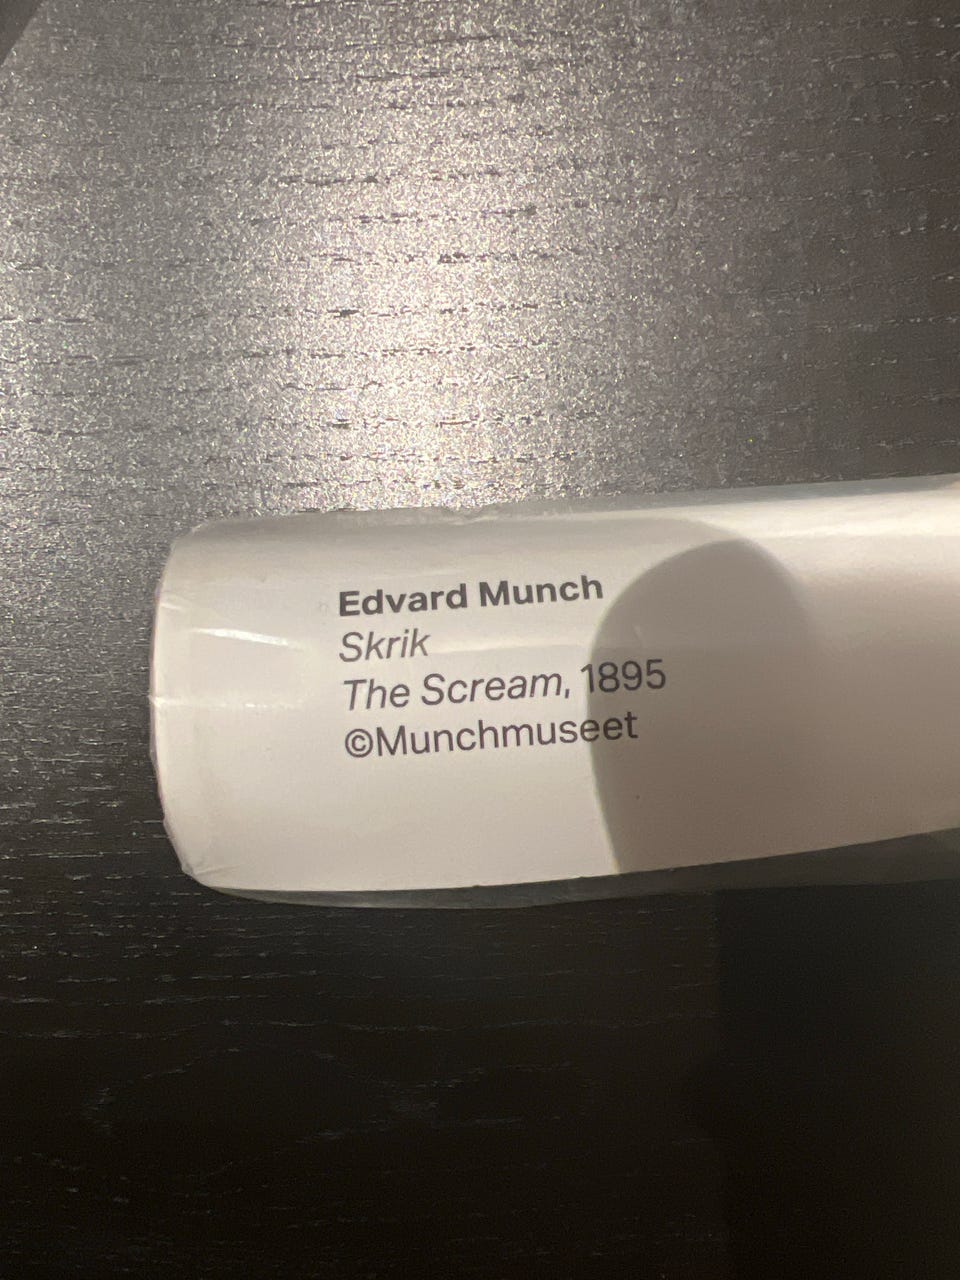 Edvard Munch
Skrik
The Scream, 1895
©Munchmuseet